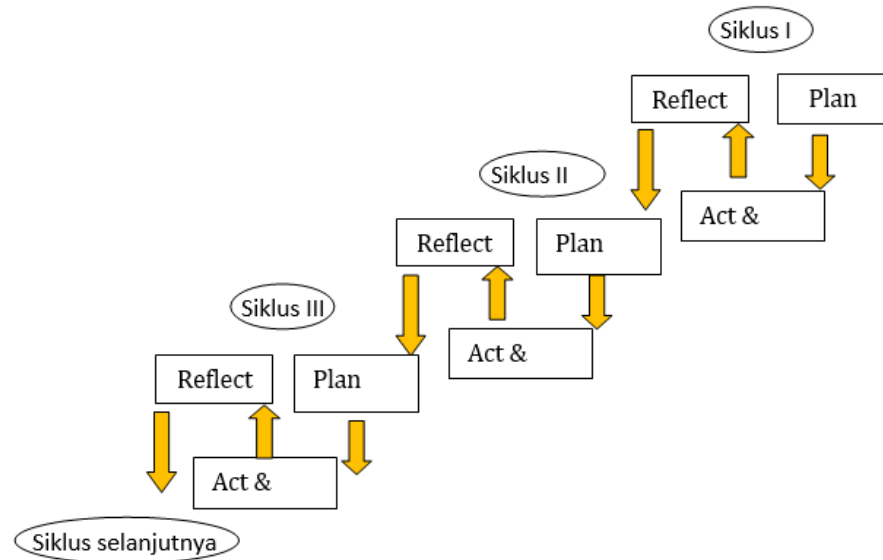 Siklus I
Reflect
Plan
Act &
Siklus II
Reflect
Plan
Act &
Siklus III
Reflect
Plan
Act &
Siklus selanjutnya